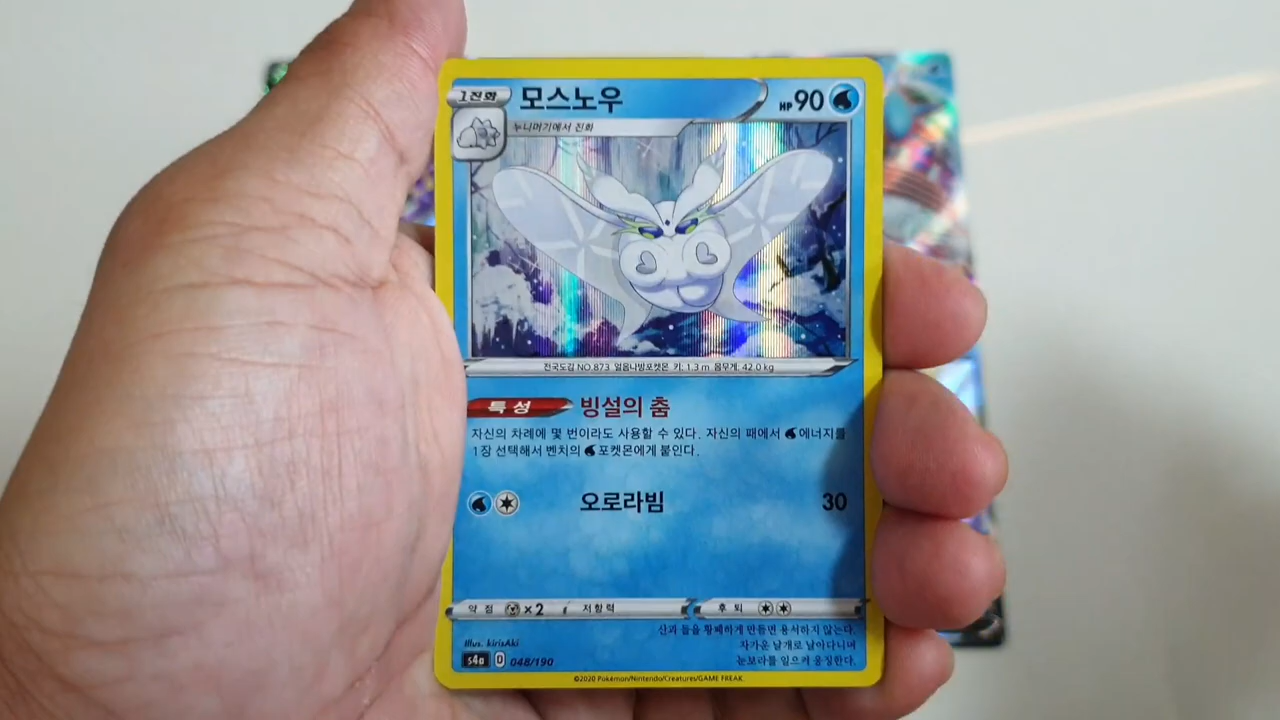 1진화 모스노우 HP 90
누니머기에서 진화
전국도감 NO.873 얼음나방포켓몬 키: 1.3 m 몸무게: 42.0 kg
특성 빙설의 춤
자신의 차례에 몇 번이라도 사용할 수 있다. 자신의 패에서 에너지를
1장 선택해서 벤치의 포켓몬에게 붙인다.
오로라빔 30
약점 ×2 저항력 후퇴
산과 들을 황폐하게 만들면 용서하지 않는다.
차가운 날개로 날아다니며
눈보라를 일으켜 응징한다.
Illus. kirisAki
s4a D 048/190
©2020 Pokémon/Nintendo/Creatures/GAME FREAK.